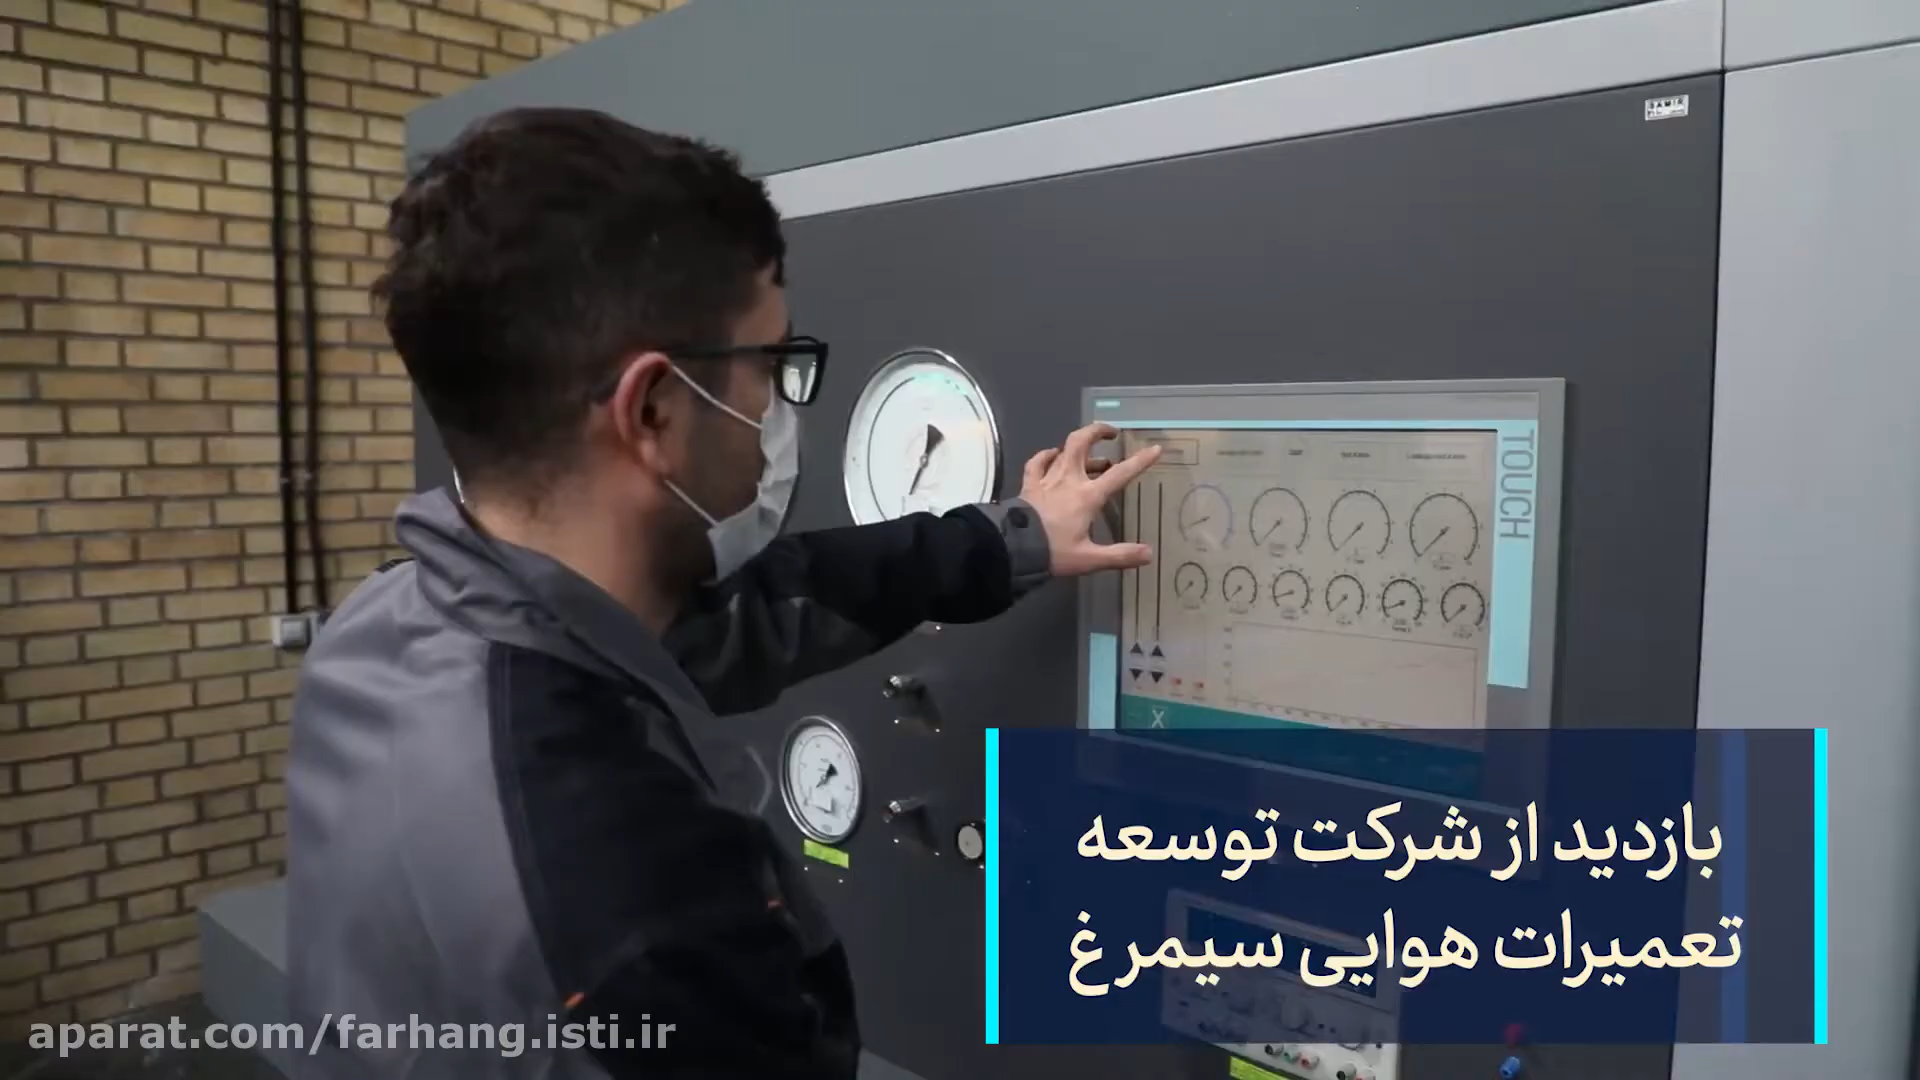 TOUCH
بازدید از شرکت توسعه
تعمیرات هوایی سیمرغ
aparat.com/farhang.isti.ir